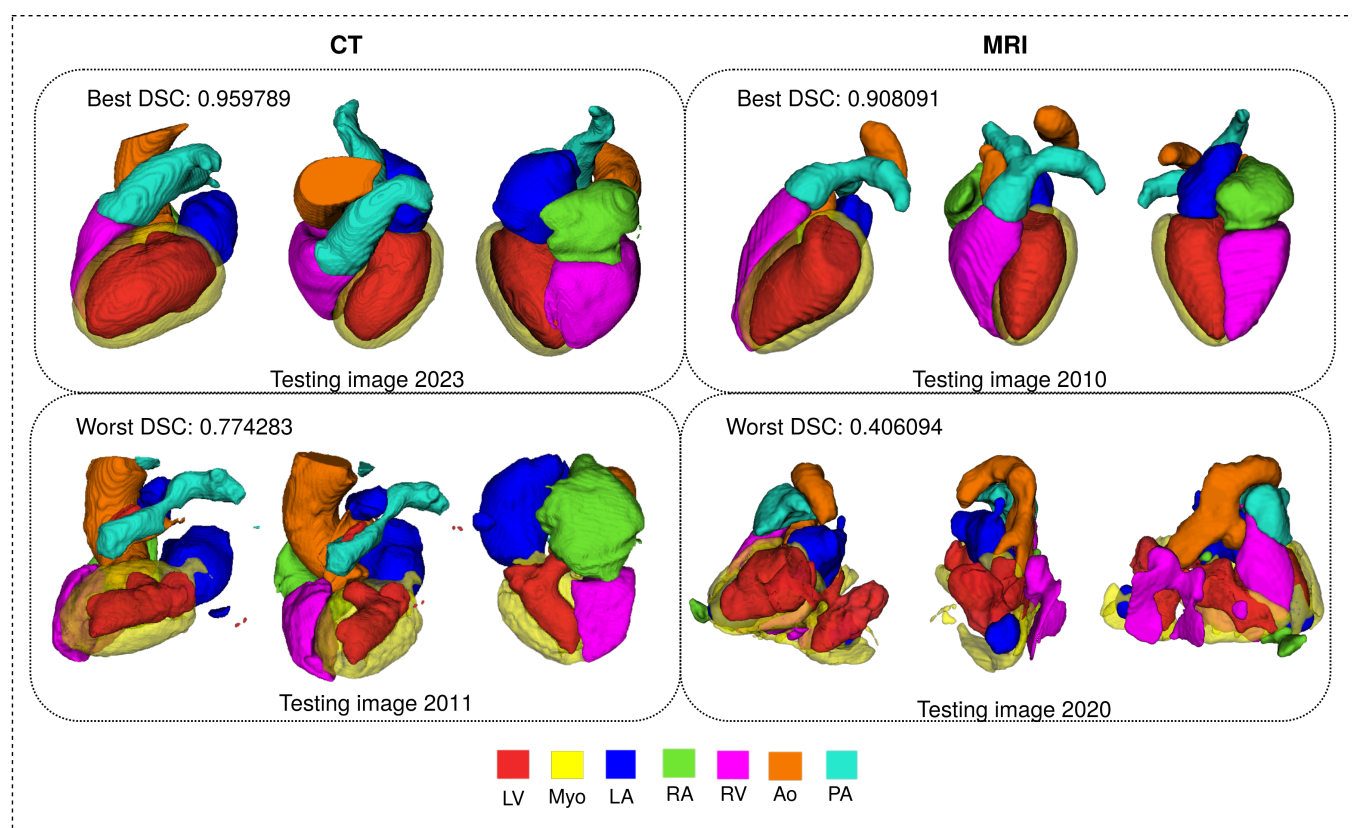 CT
MRI
Best DSC: 0.959789
Best DSC: 0.908091
Testing image 2023
Testing image 2010
Worst DSC: 0.774283
Worst DSC: 0.406094
Testing image 2011
Testing image 2020
LV Myo LA RA RV Ao PA